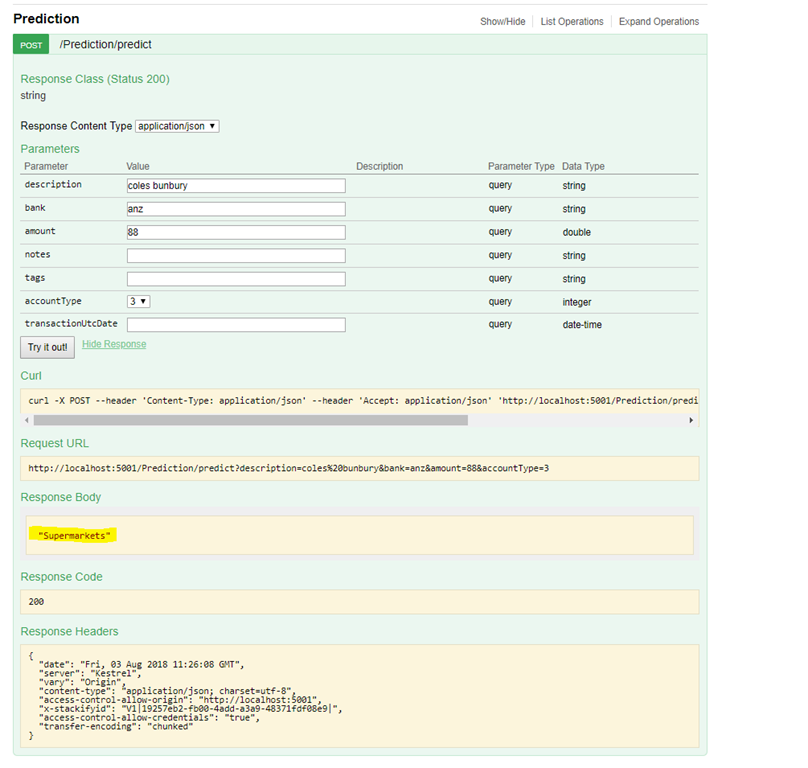 Prediction
Show/Hide List Operations Expand Operations
POST /Prediction/predict
Response Class (Status 200)
string
Response Content Type application/json
Parameters
Parameter Value Description Parameter Type Data Type
description coles bunbury query string
bank anz query string
amount 88 query double
notes query string
tags query string
accountType 3 query integer
transactionUtcDate query date-time
Try it out! Hide Response
Curl
curl -X POST --header 'Content-Type: application/json' --header 'Accept: application/json' 'http://localhost:5001/Prediction/predi
Request URL
http://localhost:5001/Prediction/predict?description=coles%20bunbury&bank=anz&amount=88&accountType=3
Response Body
"Supermarkets"
Response Code
200
Response Headers
{
"date": "Fri, 03 Aug 2018 11:26:08 GMT",
"server": "Kestrel",
"vary": "Origin",
"content-type": "application/json; charset=utf-8",
"access-control-allow-origin": "http://localhost:5001",
"x-stackifyid": "V1|19257eb2-fb00-4add-a3a9-48371fdf08e9|",
"access-control-allow-credentials": "true",
"transfer-encoding": "chunked"
}